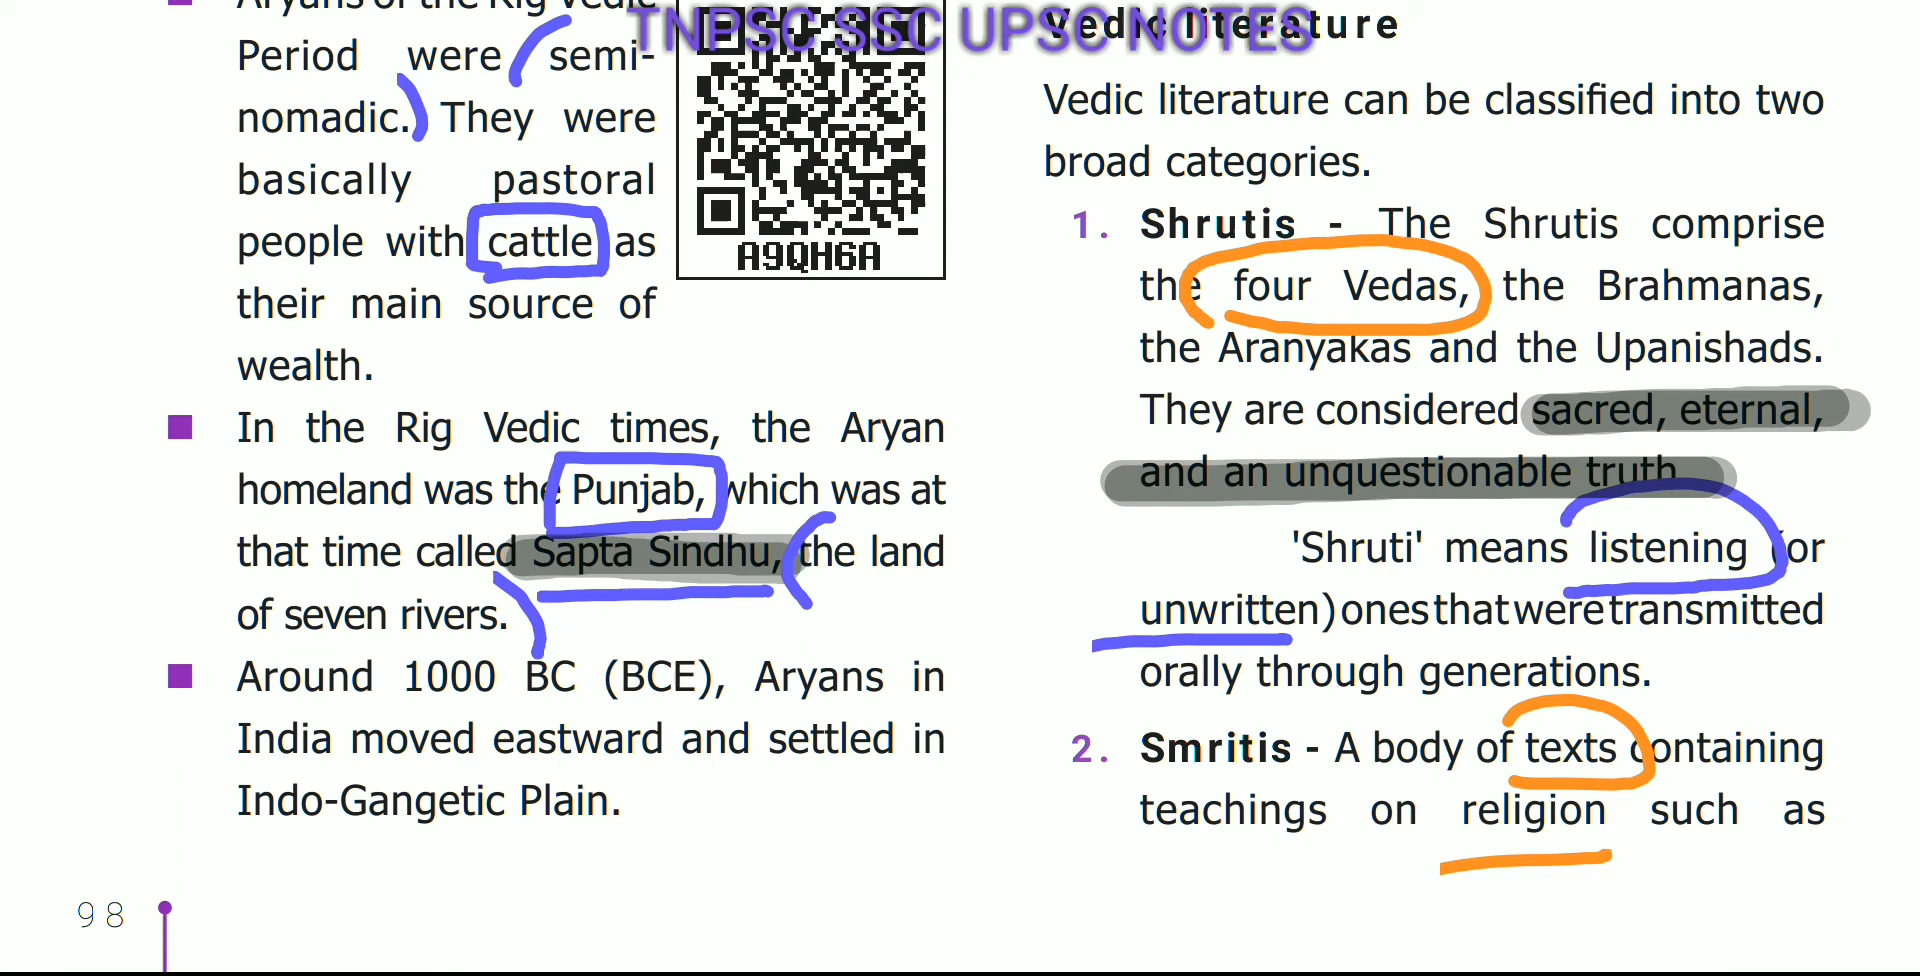 TNPSC SSC UPSC NOTES
Aryans of the Rig Vedic
Period were semi-
nomadic. They were
basically pastoral
people with cattle as
their main source of
wealth.
A9QH6A
In the Rig Vedic times, the Aryan
homeland was the Punjab, which was at
that time called Sapta Sindhu, the land
of seven rivers.
Around 1000 BC (BCE), Aryans in
India moved eastward and settled in
Indo-Gangetic Plain.
98
Vedic literature
Vedic literature can be classified into two
broad categories.
1. Shrutis - The Shrutis comprise
the four Vedas, the Brahmanas,
the Aranyakas and the Upanishads.
They are considered sacred, eternal,
and an unquestionable truth
'Shruti' means listening (or
unwritten) ones that were transmitted
orally through generations.
2. Smritis - A body of texts containing
teachings on religion such as